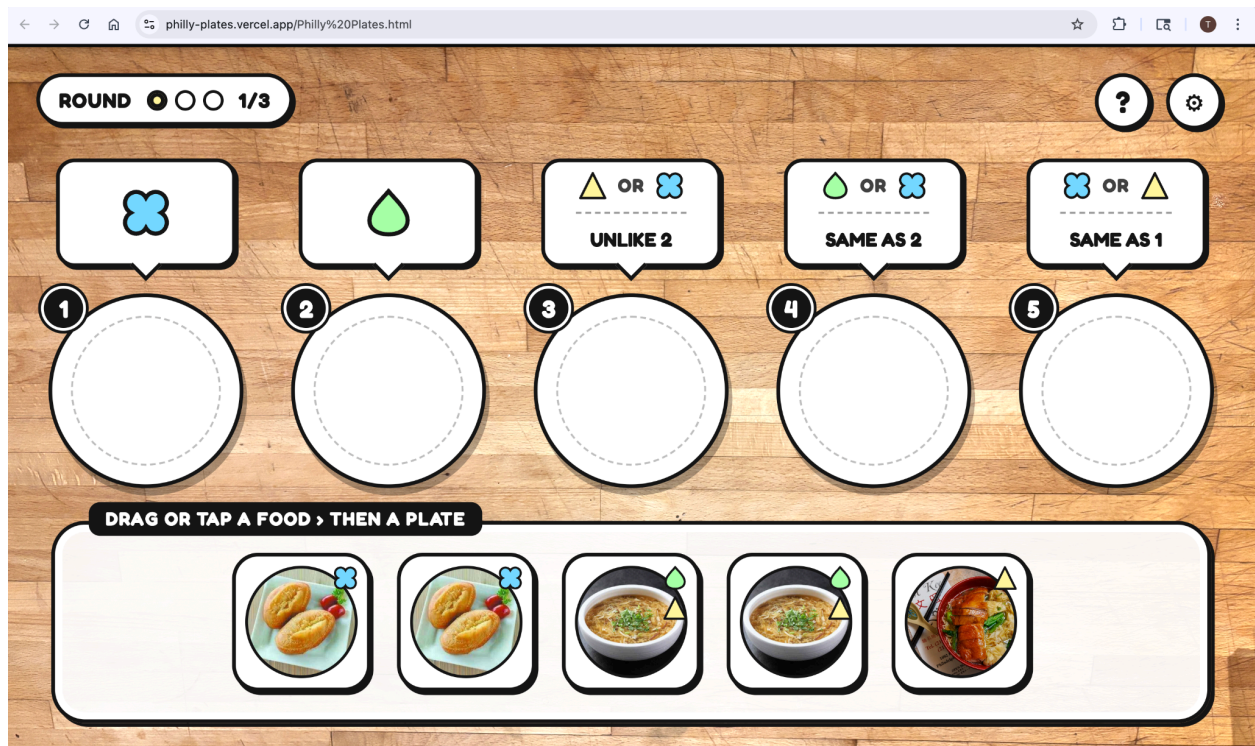 philly-plates.vercel.app/Philly%20Plates.html
T
ROUND 1/3
?
OR
UNLIKE 2
OR
SAME AS 2
OR
SAME AS 1
1
2
3
4
5
DRAG OR TAP A FOOD > THEN A PLATE